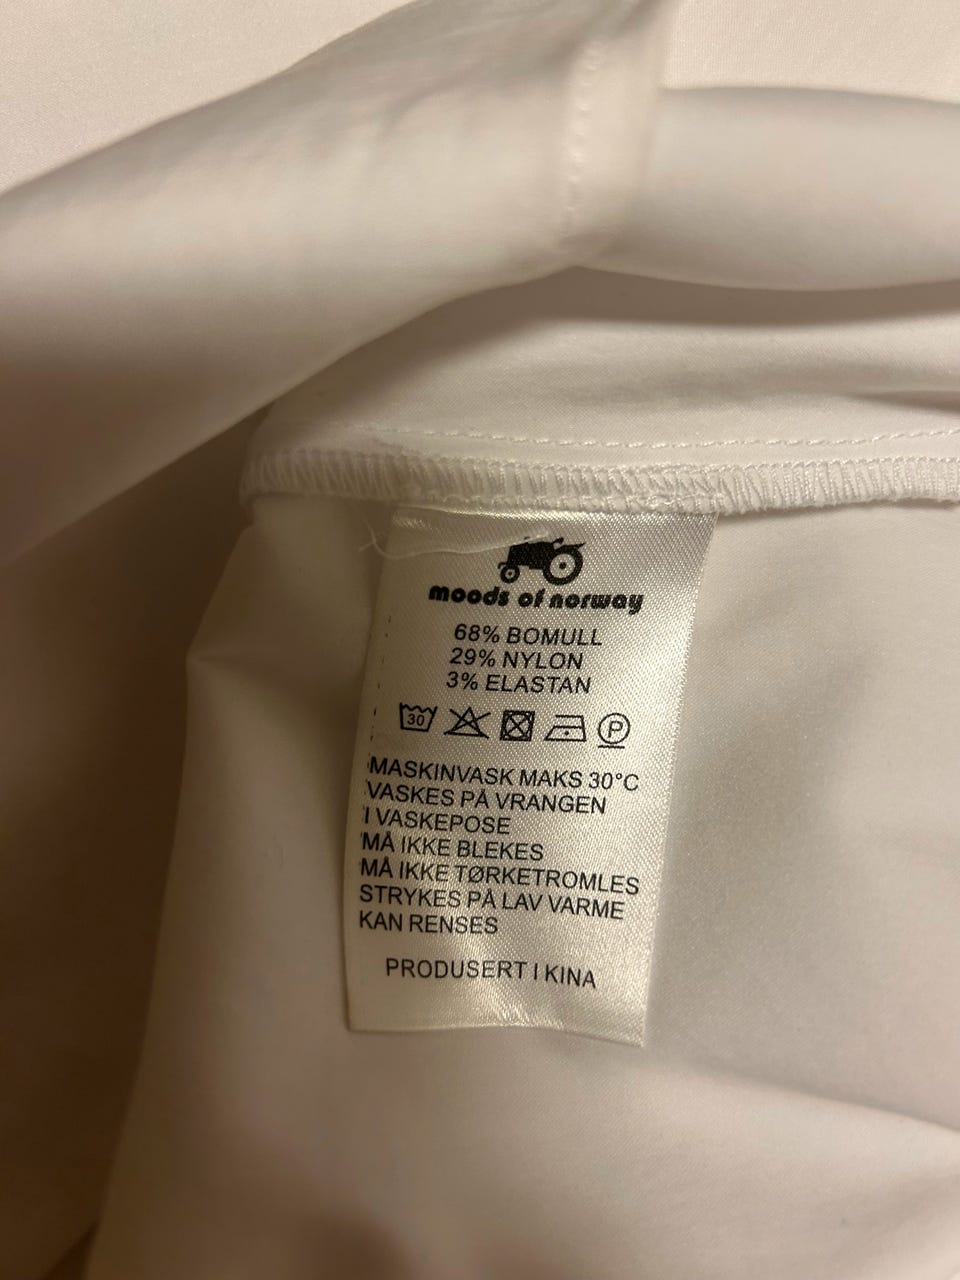 moods of norway
68% BOMULL
29% NYLON
3% ELASTAN
30 P
MASKINVASK MAKS 30°C
VASKES PÅ VRANGEN
I VASKEPOSE
MÅ IKKE BLEKES
MÅ IKKE TØRKETROMLES
STRYKES PÅ LAV VARME
KAN RENSES
PRODUSERT I KINA